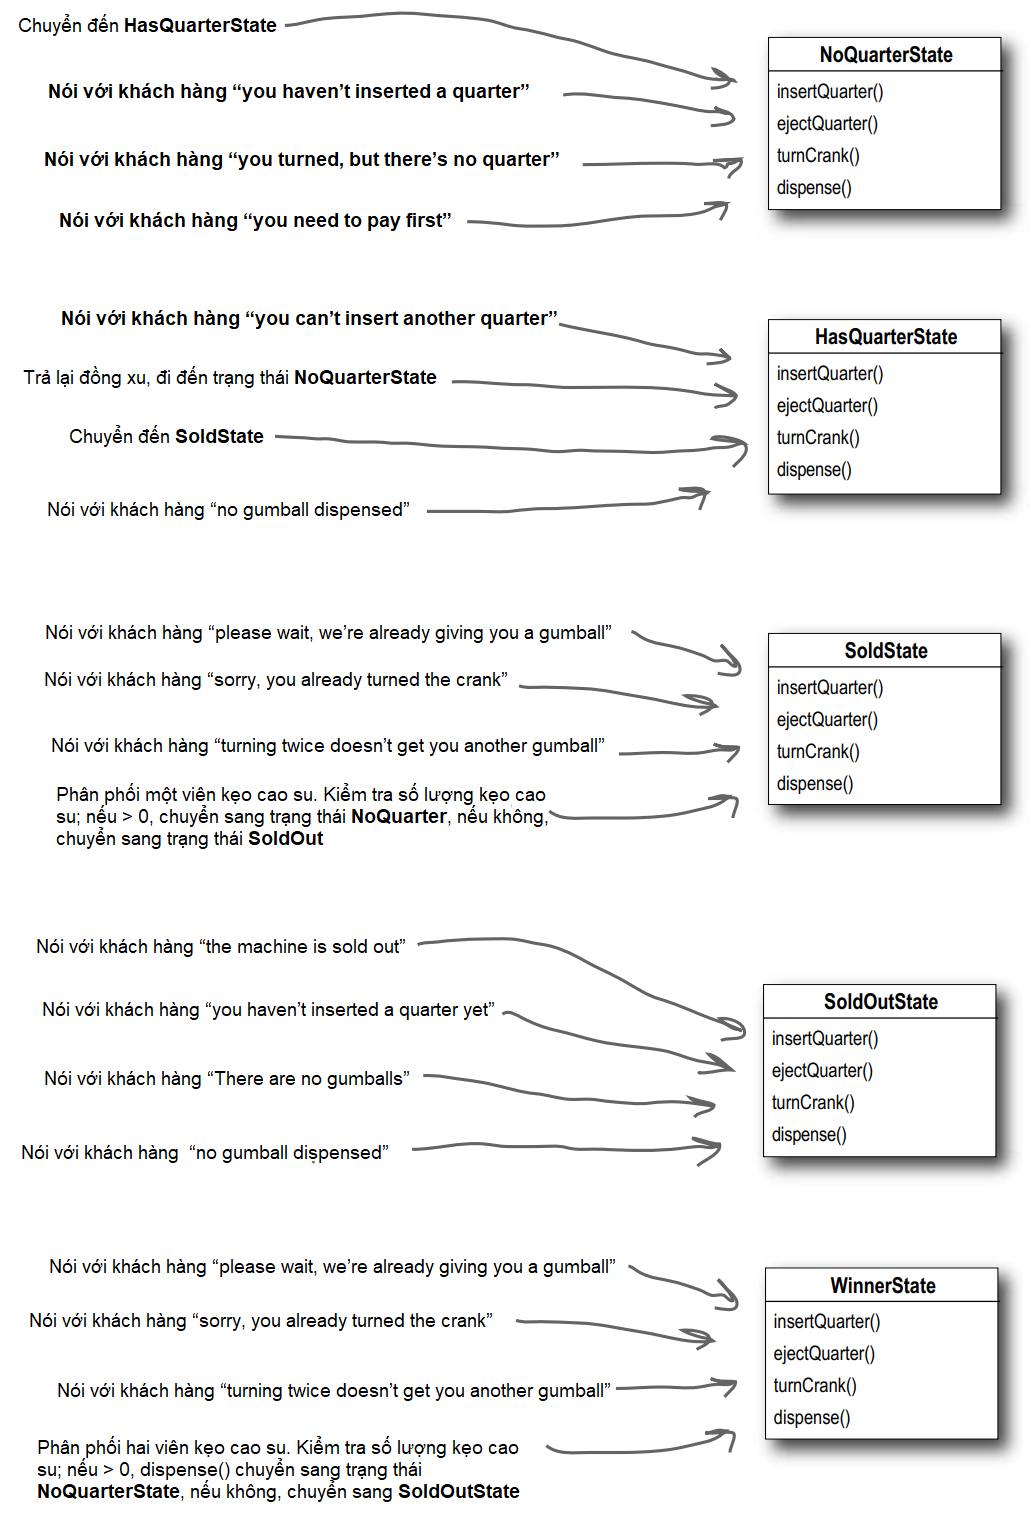 Chuyển đến HasQuarterState
NoQuarterState
Nói với khách hàng “you haven’t inserted a quarter”
insertQuarter()
ejectQuarter()
Nói với khách hàng “you turned, but there’s no quarter”
turnCrank()
dispense()
Nói với khách hàng “you need to pay first”
Nói với khách hàng “you can’t insert another quarter”
HasQuarterState
Trả lại đồng xu, đi đến trạng thái NoQuarterState
insertQuarter()
ejectQuarter()
Chuyển đến SoldState
turnCrank()
dispense()
Nói với khách hàng “no gumball dispensed”
Nói với khách hàng “please wait, we’re already giving you a gumball”
SoldState
Nói với khách hàng “sorry, you already turned the crank”
insertQuarter()
ejectQuarter()
Nói với khách hàng “turning twice doesn’t get you another gumball”
turnCrank()
dispense()
Phân phối một viên kẹo cao su. Kiểm tra số lượng kẹo cao
su; nếu > 0, chuyển sang trạng thái NoQuarter, nếu không,
chuyển sang trạng thái SoldOut
Nói với khách hàng “the machine is sold out”
SoldOutState
Nói với khách hàng “you haven’t inserted a quarter yet”
insertQuarter()
ejectQuarter()
Nói với khách hàng “There are no gumballs”
turnCrank()
dispense()
Nói với khách hàng “no gumball dispensed”
Nói với khách hàng “please wait, we’re already giving you a gumball”
WinnerState
Nói với khách hàng “sorry, you already turned the crank”
insertQuarter()
ejectQuarter()
Nói với khách hàng “turning twice doesn’t get you another gumball”
turnCrank()
dispense()
Phân phối hai viên kẹo cao su. Kiểm tra số lượng kẹo cao
su; nếu > 0, dispense() chuyển sang trạng thái
NoQuarterState, nếu không, chuyển sang SoldOutState